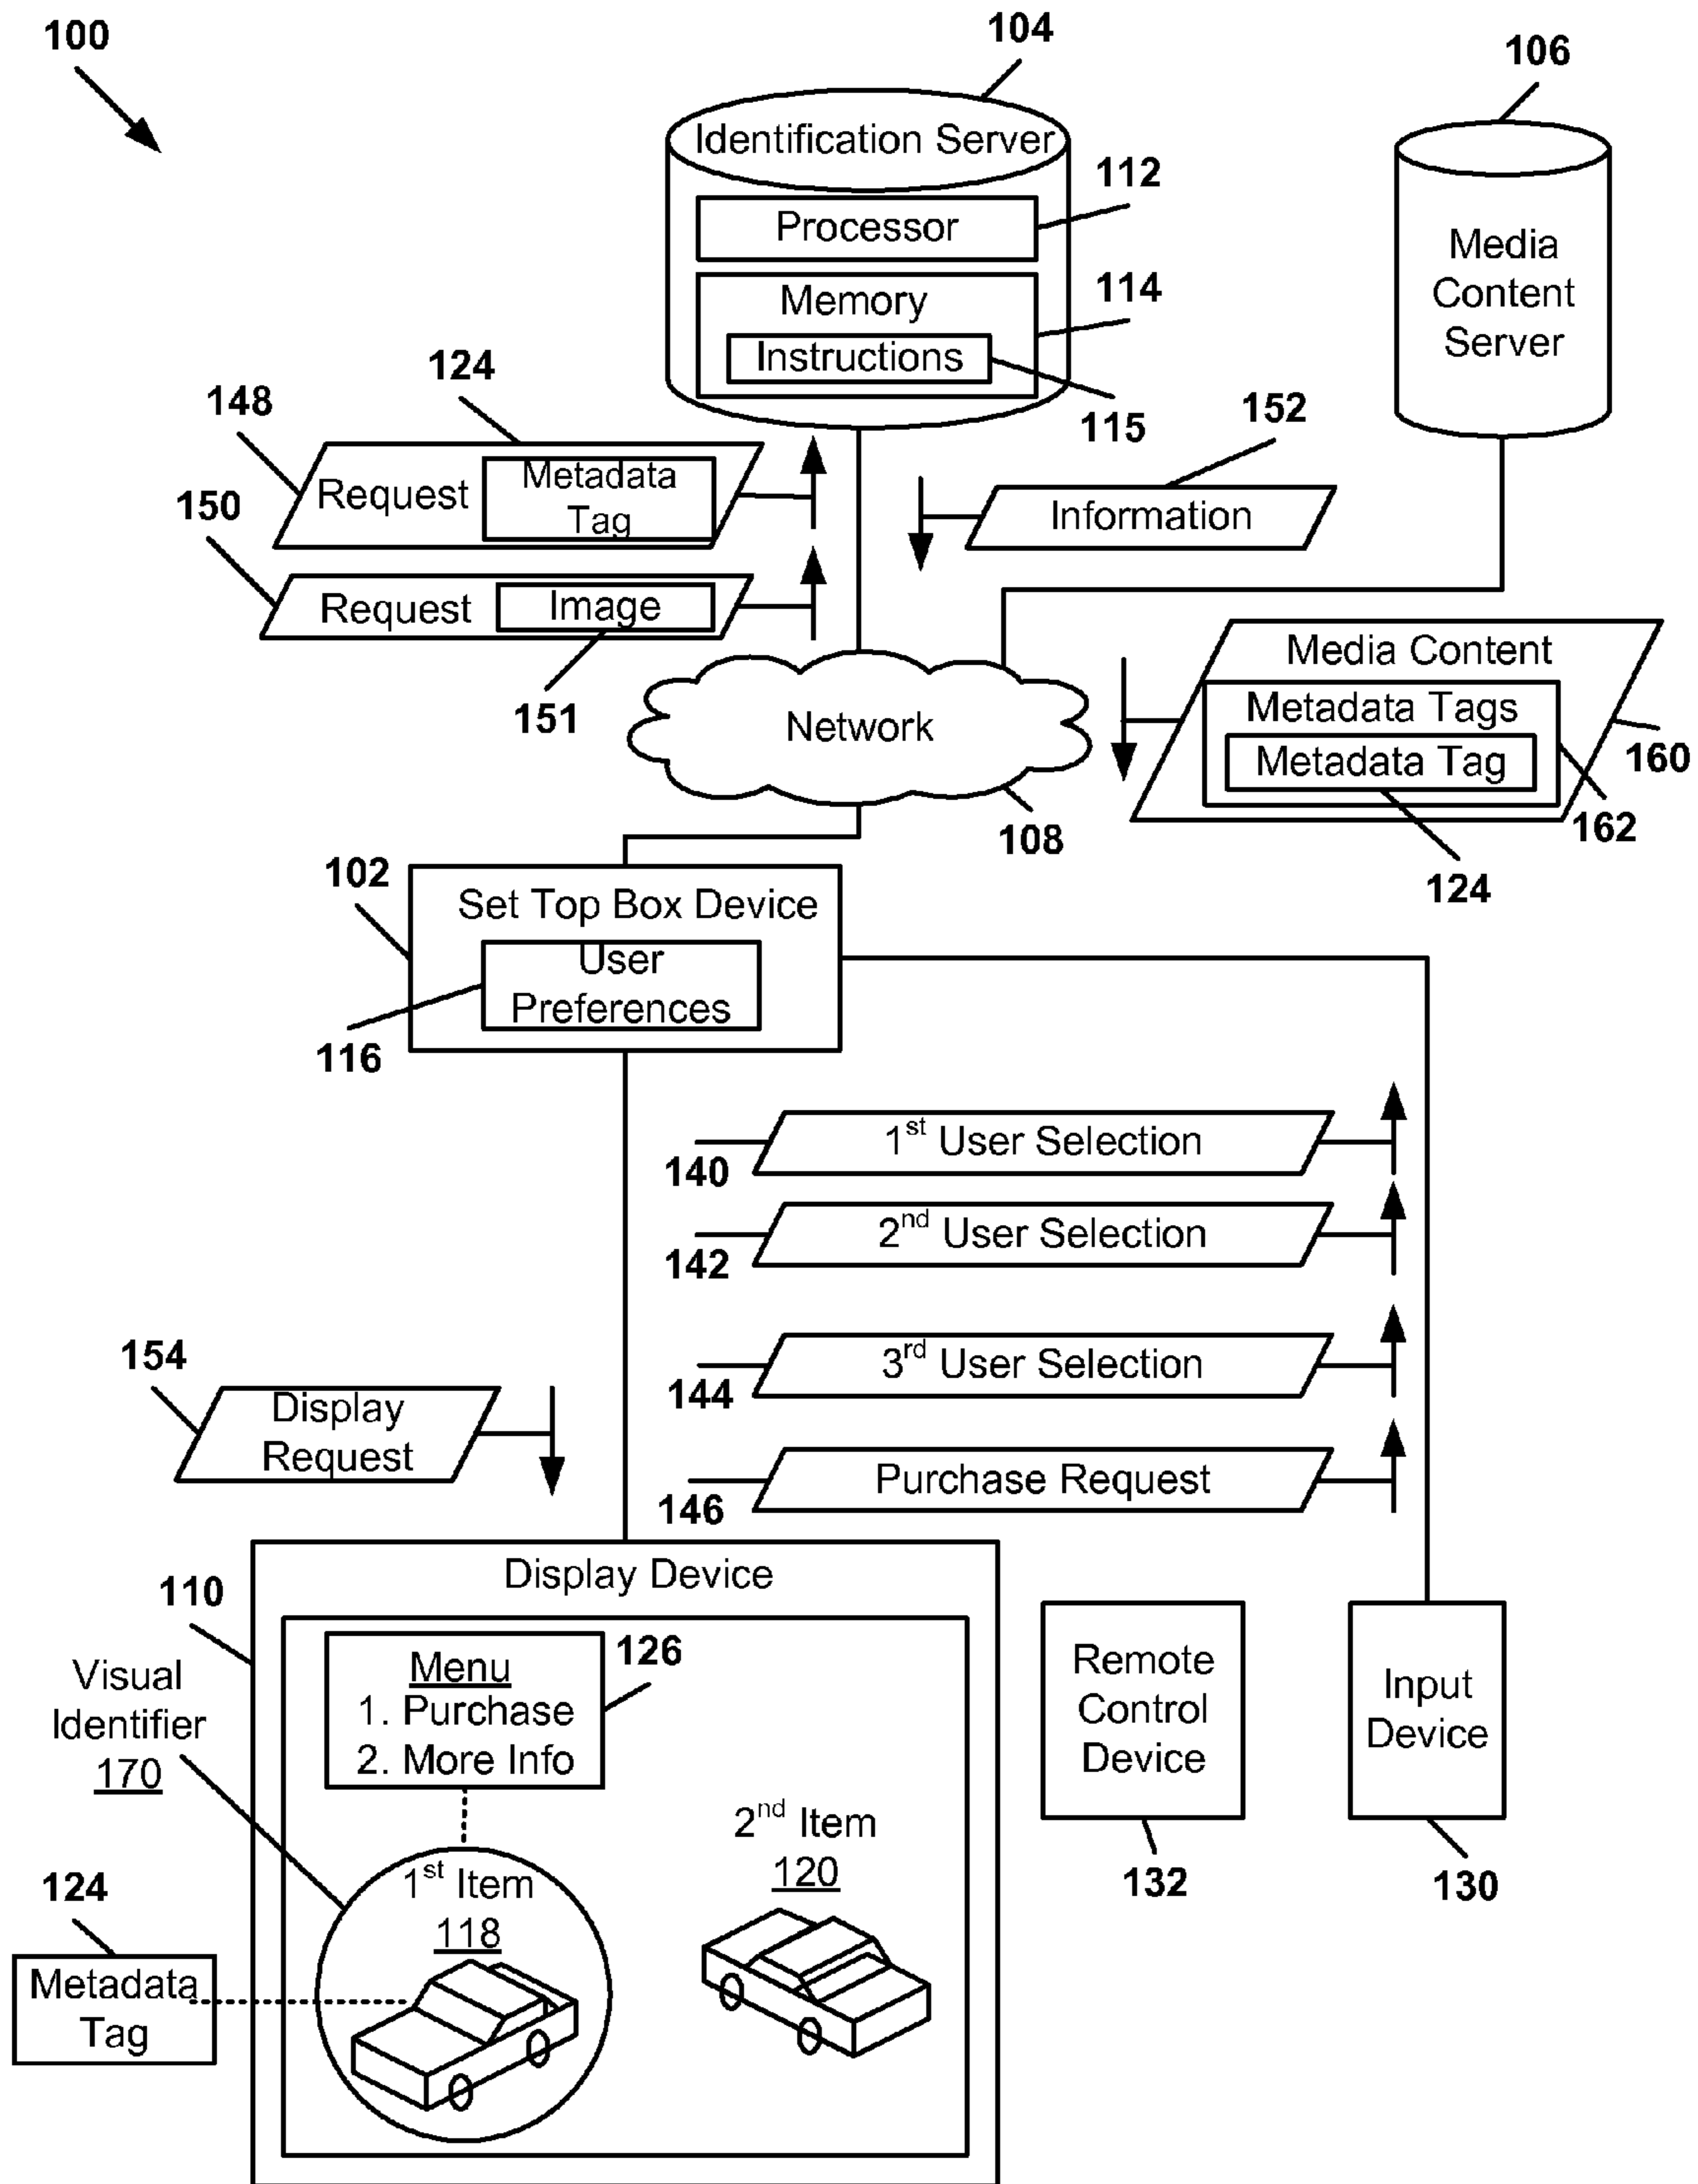 100
104
106
Identification Server
112
Processor
Memory
114
Instructions
115
Media
Content
Server
124
148
Request
Metadata
Tag
152
Information
150
Request
Image
151
Network
108
Media Content
Metadata Tags
Metadata Tag
160
162
124
102
Set Top Box Device
User
Preferences
116
1st User Selection
140
2nd User Selection
142
3rd User Selection
144
Purchase Request
146
154
Display
Request
Display Device
110
Menu
1. Purchase
2. More Info
126
Visual
Identifier
170
1st Item
118
2nd Item
120
124
Metadata
Tag
Remote
Control
Device
132
Input
Device
130